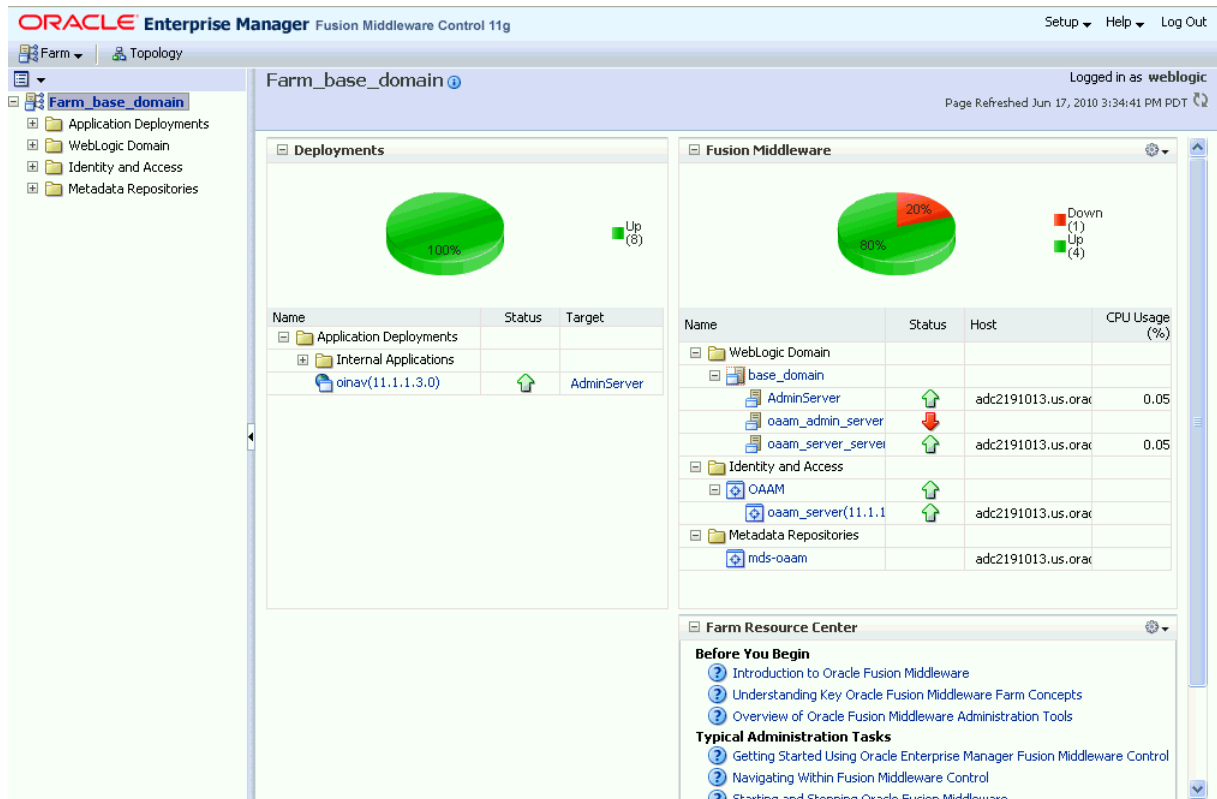 ORACLE Enterprise Manager Fusion Middleware Control 11g
Setup Help Log Out
Farm Topology
Farm_base_domain
Application Deployments
WebLogic Domain
Identity and Access
Metadata Repositories
Farm_base_domain
Logged in as weblogic
Page Refreshed Jun 17, 2010 3:34:41 PM PDT
Deployments
100%
Up
(8)
Name Status Target
Application Deployments
Internal Applications
oinav(11.1.1.3.0) AdminServer
Fusion Middleware
20%
80%
Down
(1)
Up
(4)
Name Status Host CPU Usage
(%)
WebLogic Domain
base_domain
AdminServer adc2191013.us.orac 0.05
oaam_admin_server
oaam_server_server adc2191013.us.orac 0.05
Identity and Access
OAAM
oaam_server(11.1.1 adc2191013.us.orac
Metadata Repositories
mds-oaam adc2191013.us.orac
Farm Resource Center
Before You Begin
Introduction to Oracle Fusion Middleware
Understanding Key Oracle Fusion Middleware Farm Concepts
Overview of Oracle Fusion Middleware Administration Tools
Typical Administration Tasks
Getting Started Using Oracle Enterprise Manager Fusion Middleware Control
Navigating Within Fusion Middleware Control
Starting and Stopping Oracle Fusion Middleware